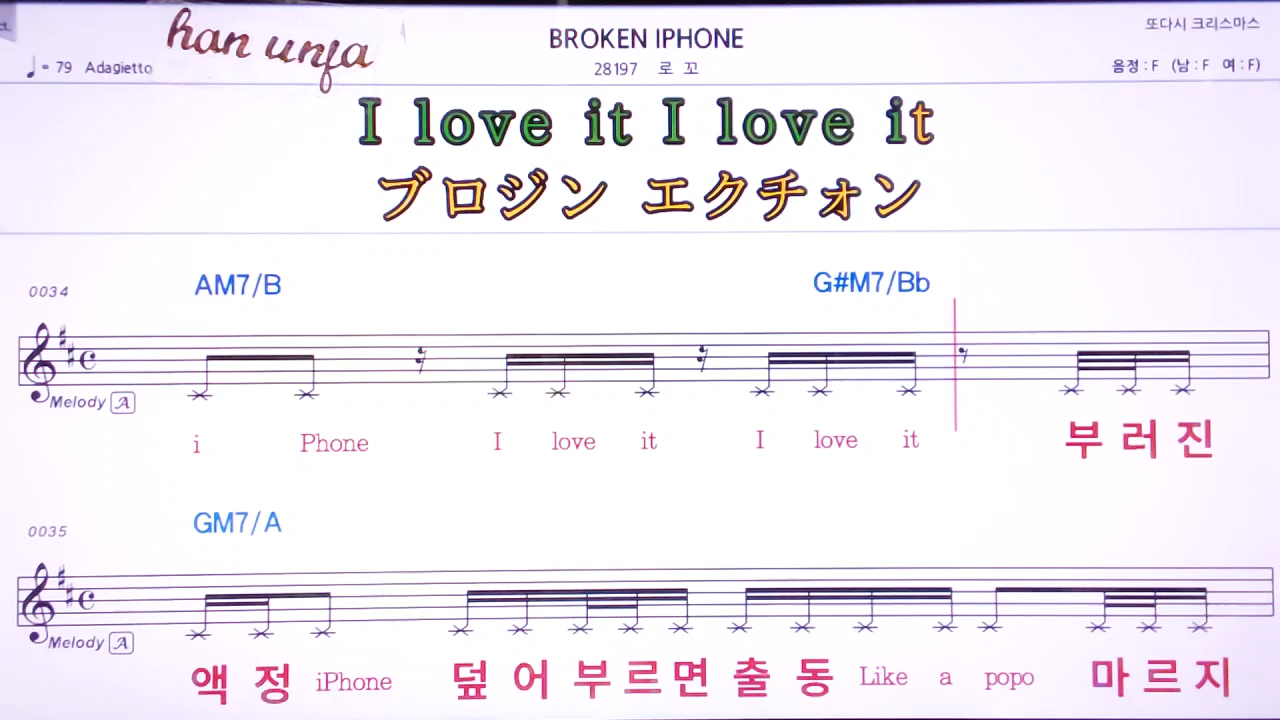 han unja
BROKEN IPHONE
또다시 크리스마스
♩= 79 Adagietto
28197 로 꼬
음정 : F (남 : F 여 : F)
I love it I love it
ブロジン エクチォン
0034
AM7/B G#M7/Bb
Melody A
i Phone I love it I love it 부 러 진
0035
GM7/A
Melody A
액 정 iPhone 덮 어 부 르 면 출 동 Like a popo 마 르 지